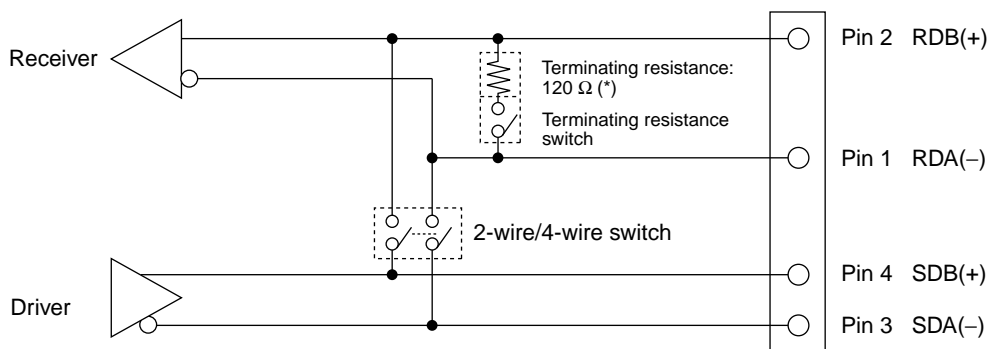 Receiver
Terminating resistance:
120 Ω (*)
Terminating resistance
switch
Pin 2 RDB(+)
Pin 1 RDA(−)
2-wire/4-wire switch
Driver
Pin 4 SDB(+)
Pin 3 SDA(−)